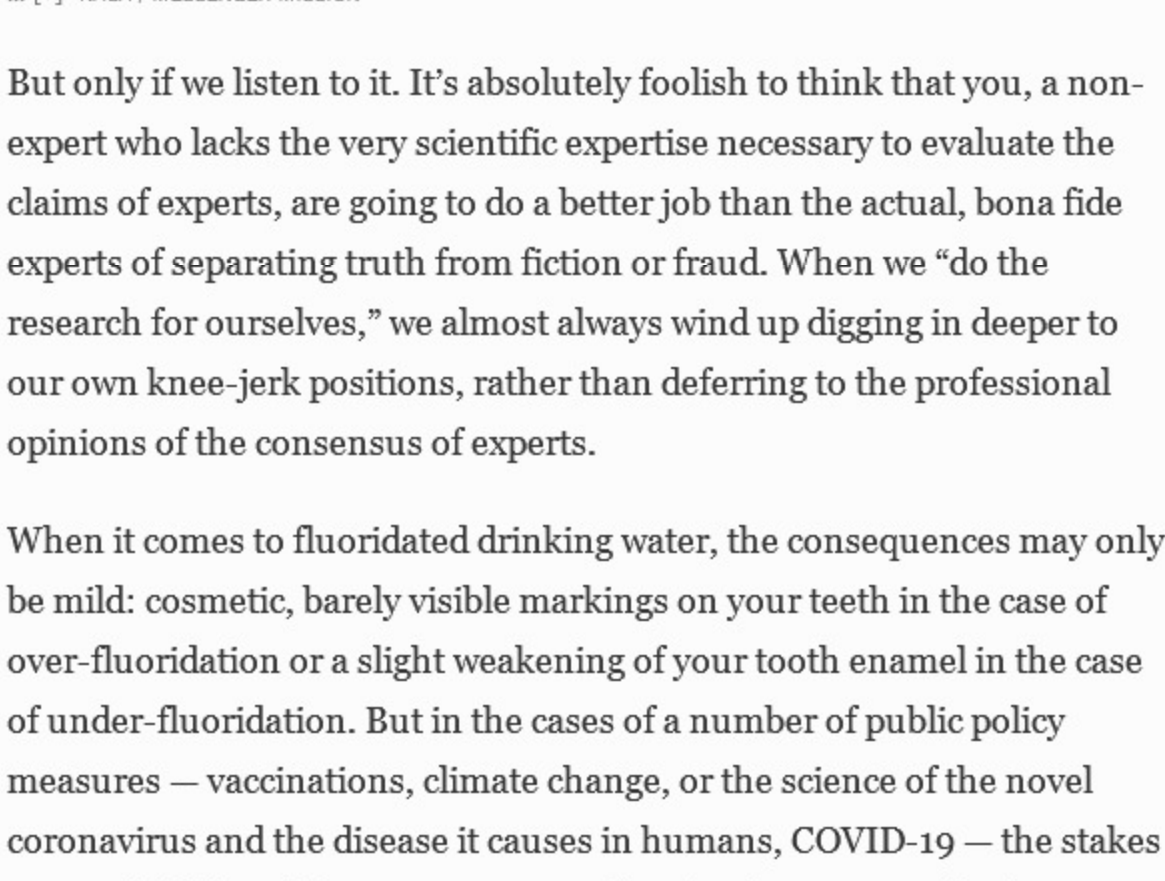 But only if we listen to it. It’s absolutely foolish to think that you, a non-
expert who lacks the very scientific expertise necessary to evaluate the
claims of experts, are going to do a better job than the actual, bona fide
experts of separating truth from fiction or fraud. When we “do the
research for ourselves,” we almost always wind up digging in deeper to
our own knee-jerk positions, rather than deferring to the professional
opinions of the consensus of experts.
When it comes to fluoridated drinking water, the consequences may only
be mild: cosmetic, barely visible markings on your teeth in the case of
over-fluoridation or a slight weakening of your tooth enamel in the case
of under-fluoridation. But in the cases of a number of public policy
measures — vaccinations, climate change, or the science of the novel
coronavirus and the disease it causes in humans, COVID-19 — the stakes